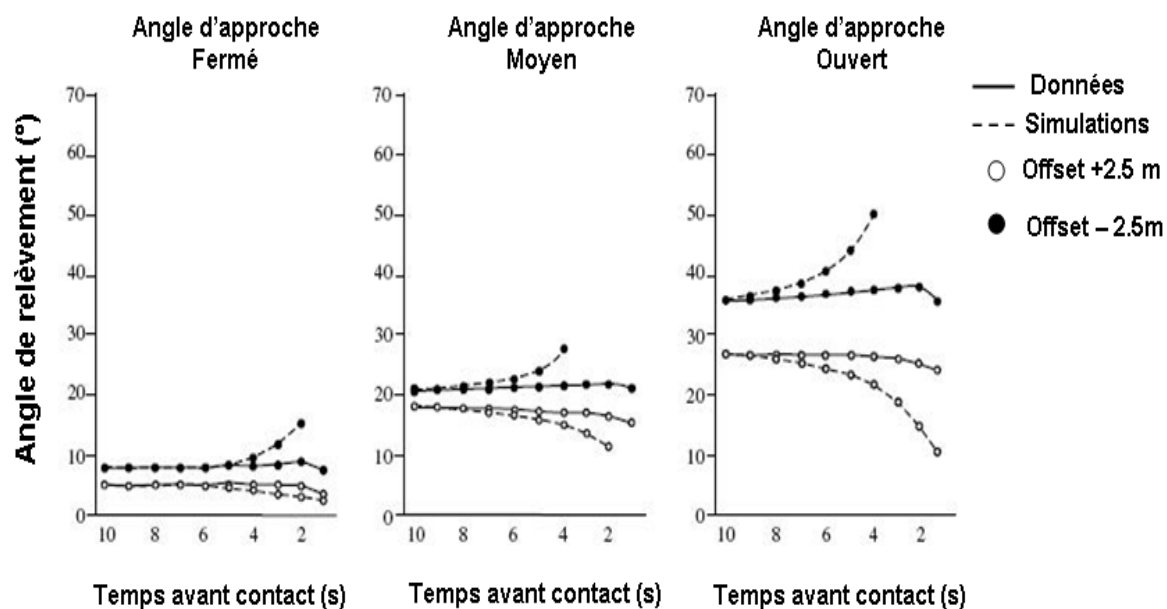 Angle d'approche
Fermé
Angle d'approche
Moyen
Angle d'approche
Ouvert
Données
Simulations
Offset +2.5 m
Offset – 2.5m
Angle de relèvement (°)
70
60
50
40
30
20
10
0
10 8 6 4 2
Temps avant contact (s)
70
60
50
40
30
20
10
0
10 8 6 4 2
Temps avant contact (s)
70
60
50
40
30
20
10
0
10 8 6 4 2
Temps avant contact (s)